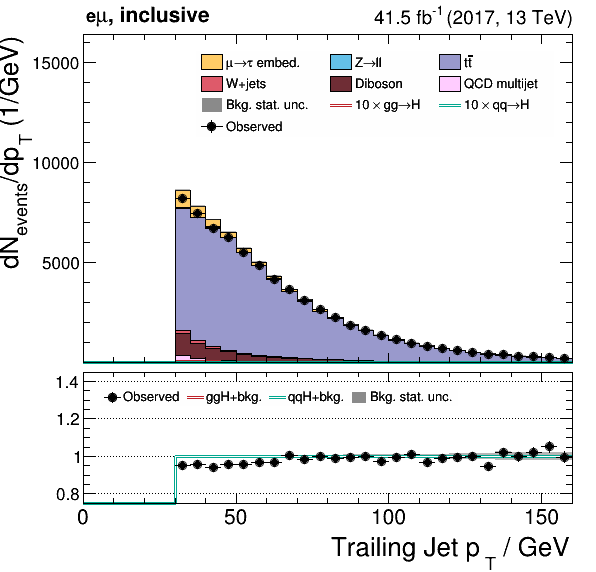 eμ, inclusive 41.5 fb⁻¹ (2017, 13 TeV)
dN_events/dp_T (1/GeV)
15000
10000
5000
μ→τ embed. Z→ll tt̄
W+jets Diboson QCD multijet
Bkg. stat. unc. 10 × gg→H 10 × qq→H
Observed
1.4
1.2
1
0.8
Observed ggH+bkg. qqH+bkg. Bkg. stat. unc.
0 50 100 150
Trailing Jet p_T / GeV